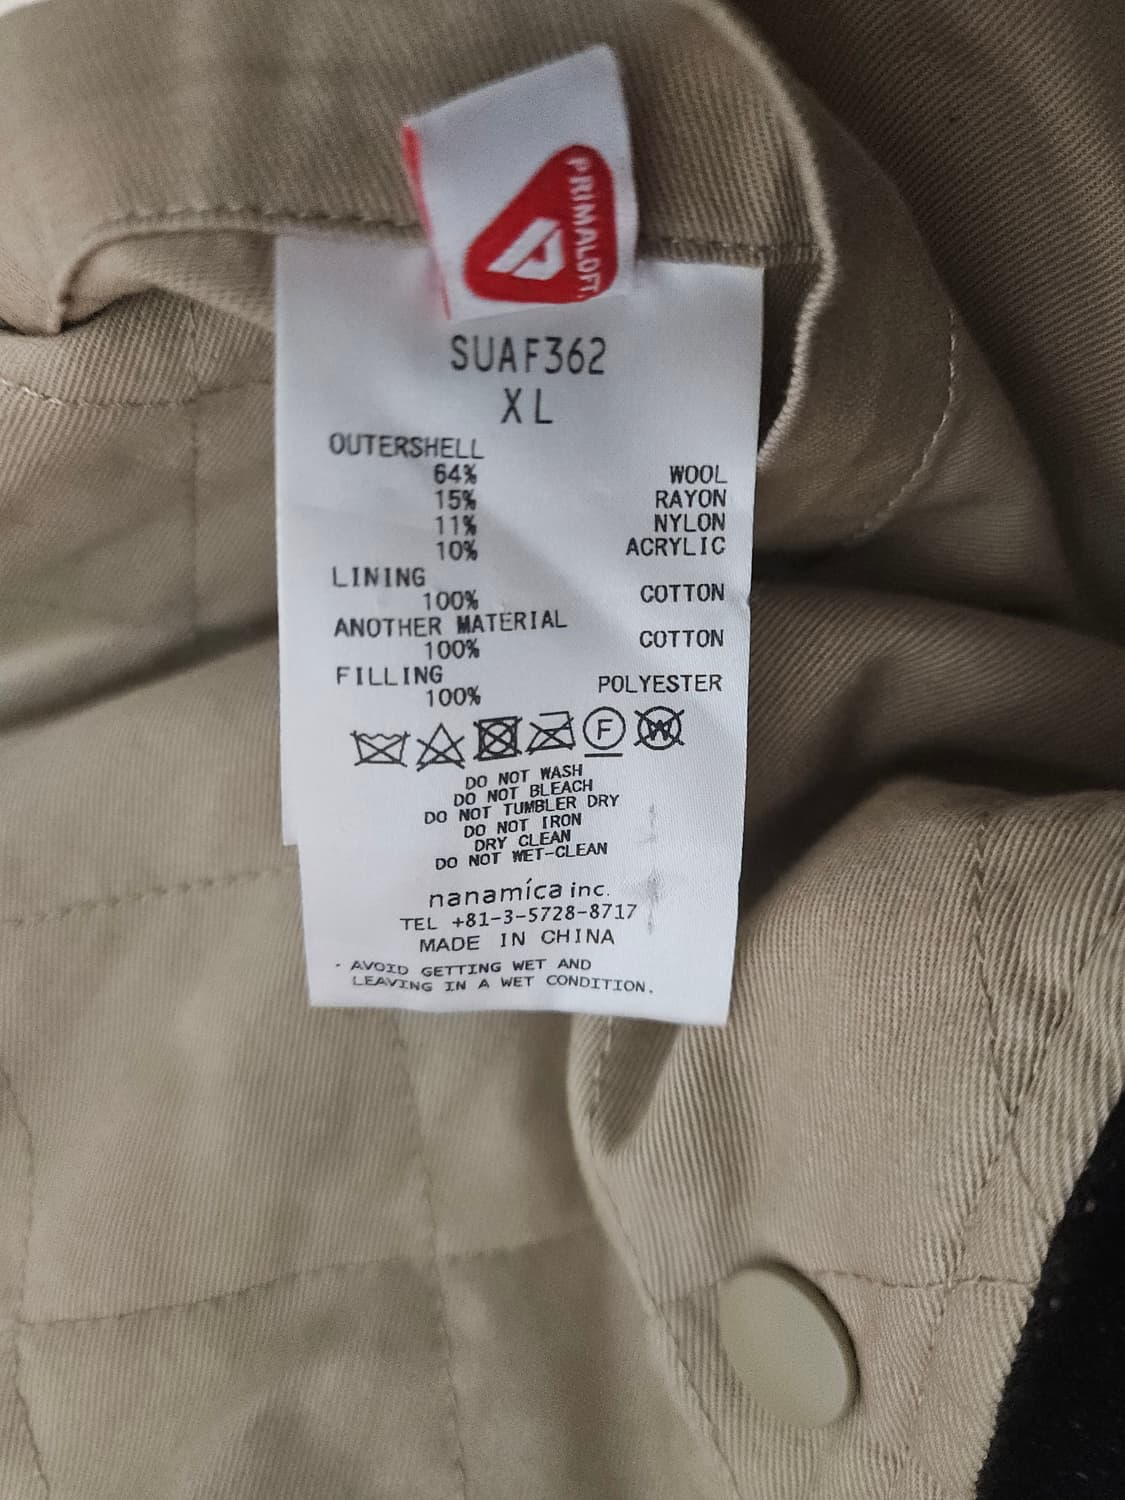 PRIMALOFT
SUAF362
XL
OUTERSHELL
64% WOOL
15% RAYON
11% NYLON
10% ACRYLIC
LINING
100% COTTON
ANOTHER MATERIAL
100% COTTON
FILLING
100% POLYESTER
F W
DO NOT WASH
DO NOT BLEACH
DO NOT TUMBLER DRY
DO NOT IRON
DRY CLEAN
DO NOT WET-CLEAN
nanamíca inc.
TEL +81-3-5728-8717
MADE IN CHINA
· AVOID GETTING WET AND
LEAVING IN A WET CONDITION.